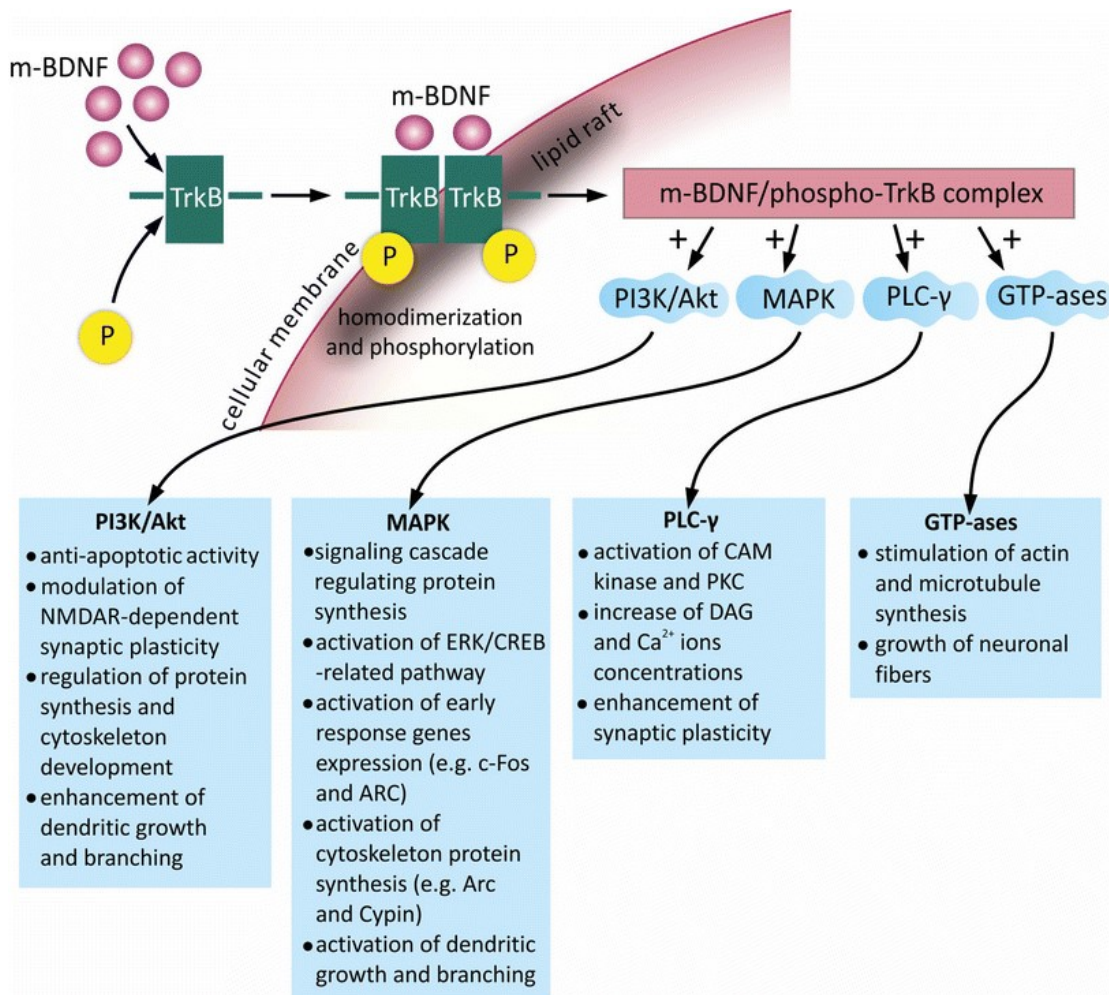 m-BDNF
m-BDNF
lipid raft
TrkB
TrkB
TrkB
m-BDNF/phospho-TrkB complex
P
P
P
+
+
+
+
PI3K/Akt
MAPK
PLC-γ
GTP-ases
cellular membrane
homodimerization
and phosphorylation
PI3K/Akt
• anti-apoptotic activity
• modulation of
NMDAR-dependent
synaptic plasticity
• regulation of protein
synthesis and
cytoskeleton
development
• enhancement of
dendritic growth
and branching
MAPK
• signaling cascade
regulating protein
synthesis
• activation of ERK/CREB
-related pathway
• activation of early
response genes
expression (e.g. c-Fos
and ARC)
• activation of
cytoskeleton protein
synthesis (e.g. Arc
and Cypin)
• activation of dendritic
growth and branching
PLC-γ
• activation of CAM
kinase and PKC
• increase of DAG
and Ca²⁺ ions
concentrations
• enhancement of
synaptic plasticity
GTP-ases
• stimulation of actin
and microtubule
synthesis
• growth of neuronal
fibers